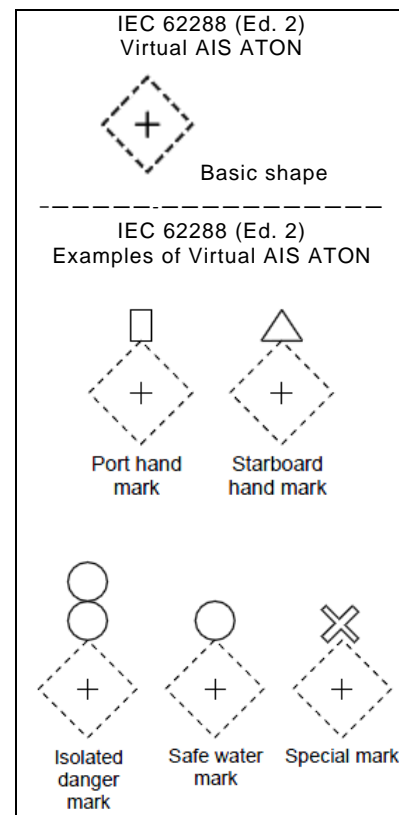 IEC 62288 (Ed. 2)
Virtual AIS ATON
Basic shape
IEC 62288 (Ed. 2)
Examples of Virtual AIS ATON
Port hand
mark
Starboard
hand mark
Isolated
danger
mark
Safe water
mark
Special mark